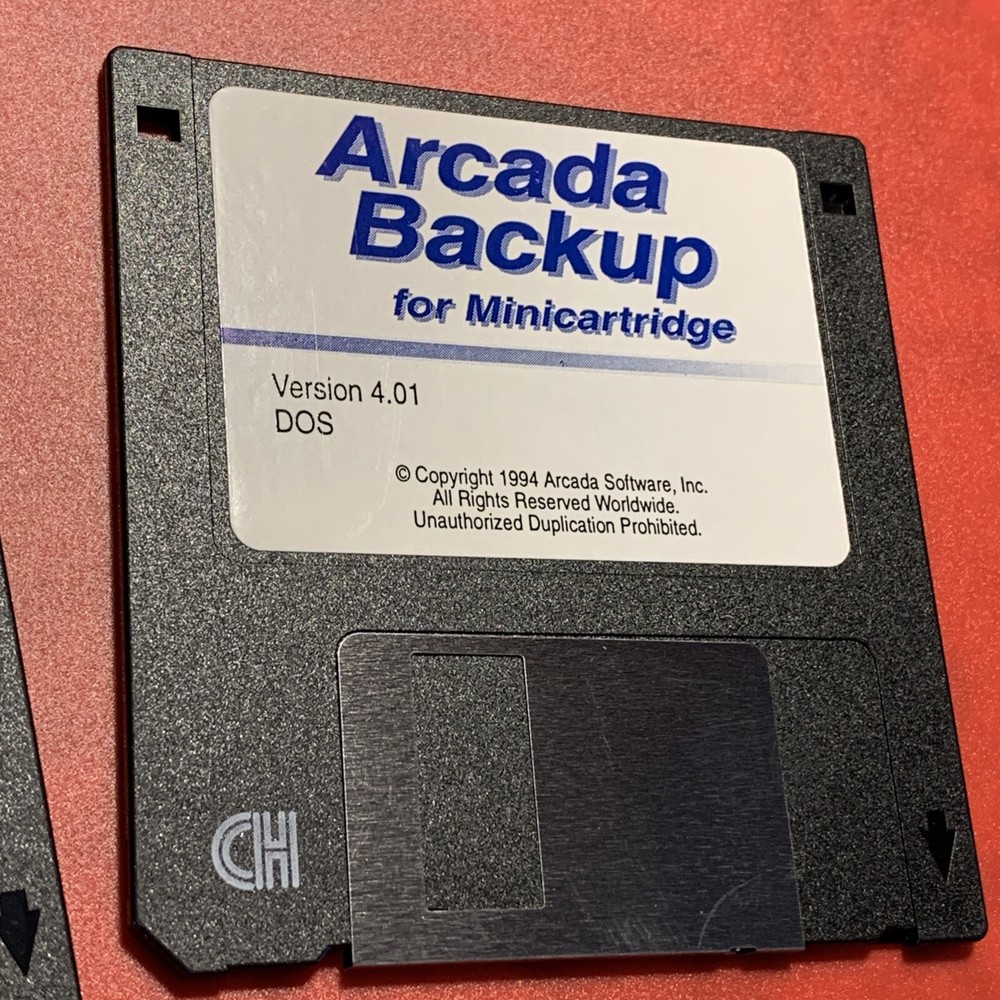 Arcada
Backup
for Minicartridge
Version 4.01
DOS
© Copyright 1994 Arcada Software, Inc.
All Rights Reserved Worldwide.
Unauthorized Duplication Prohibited.
CH